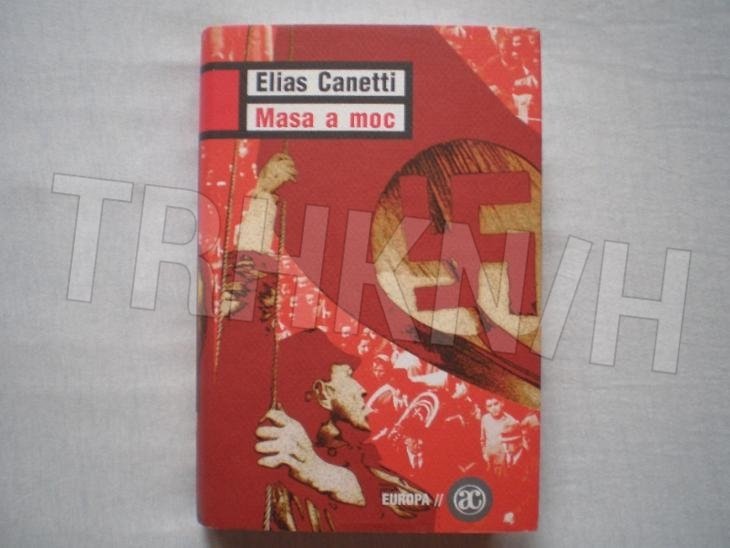 Elias Canetti
Masa a moc
TRHKNIH
EUROPA //
ac